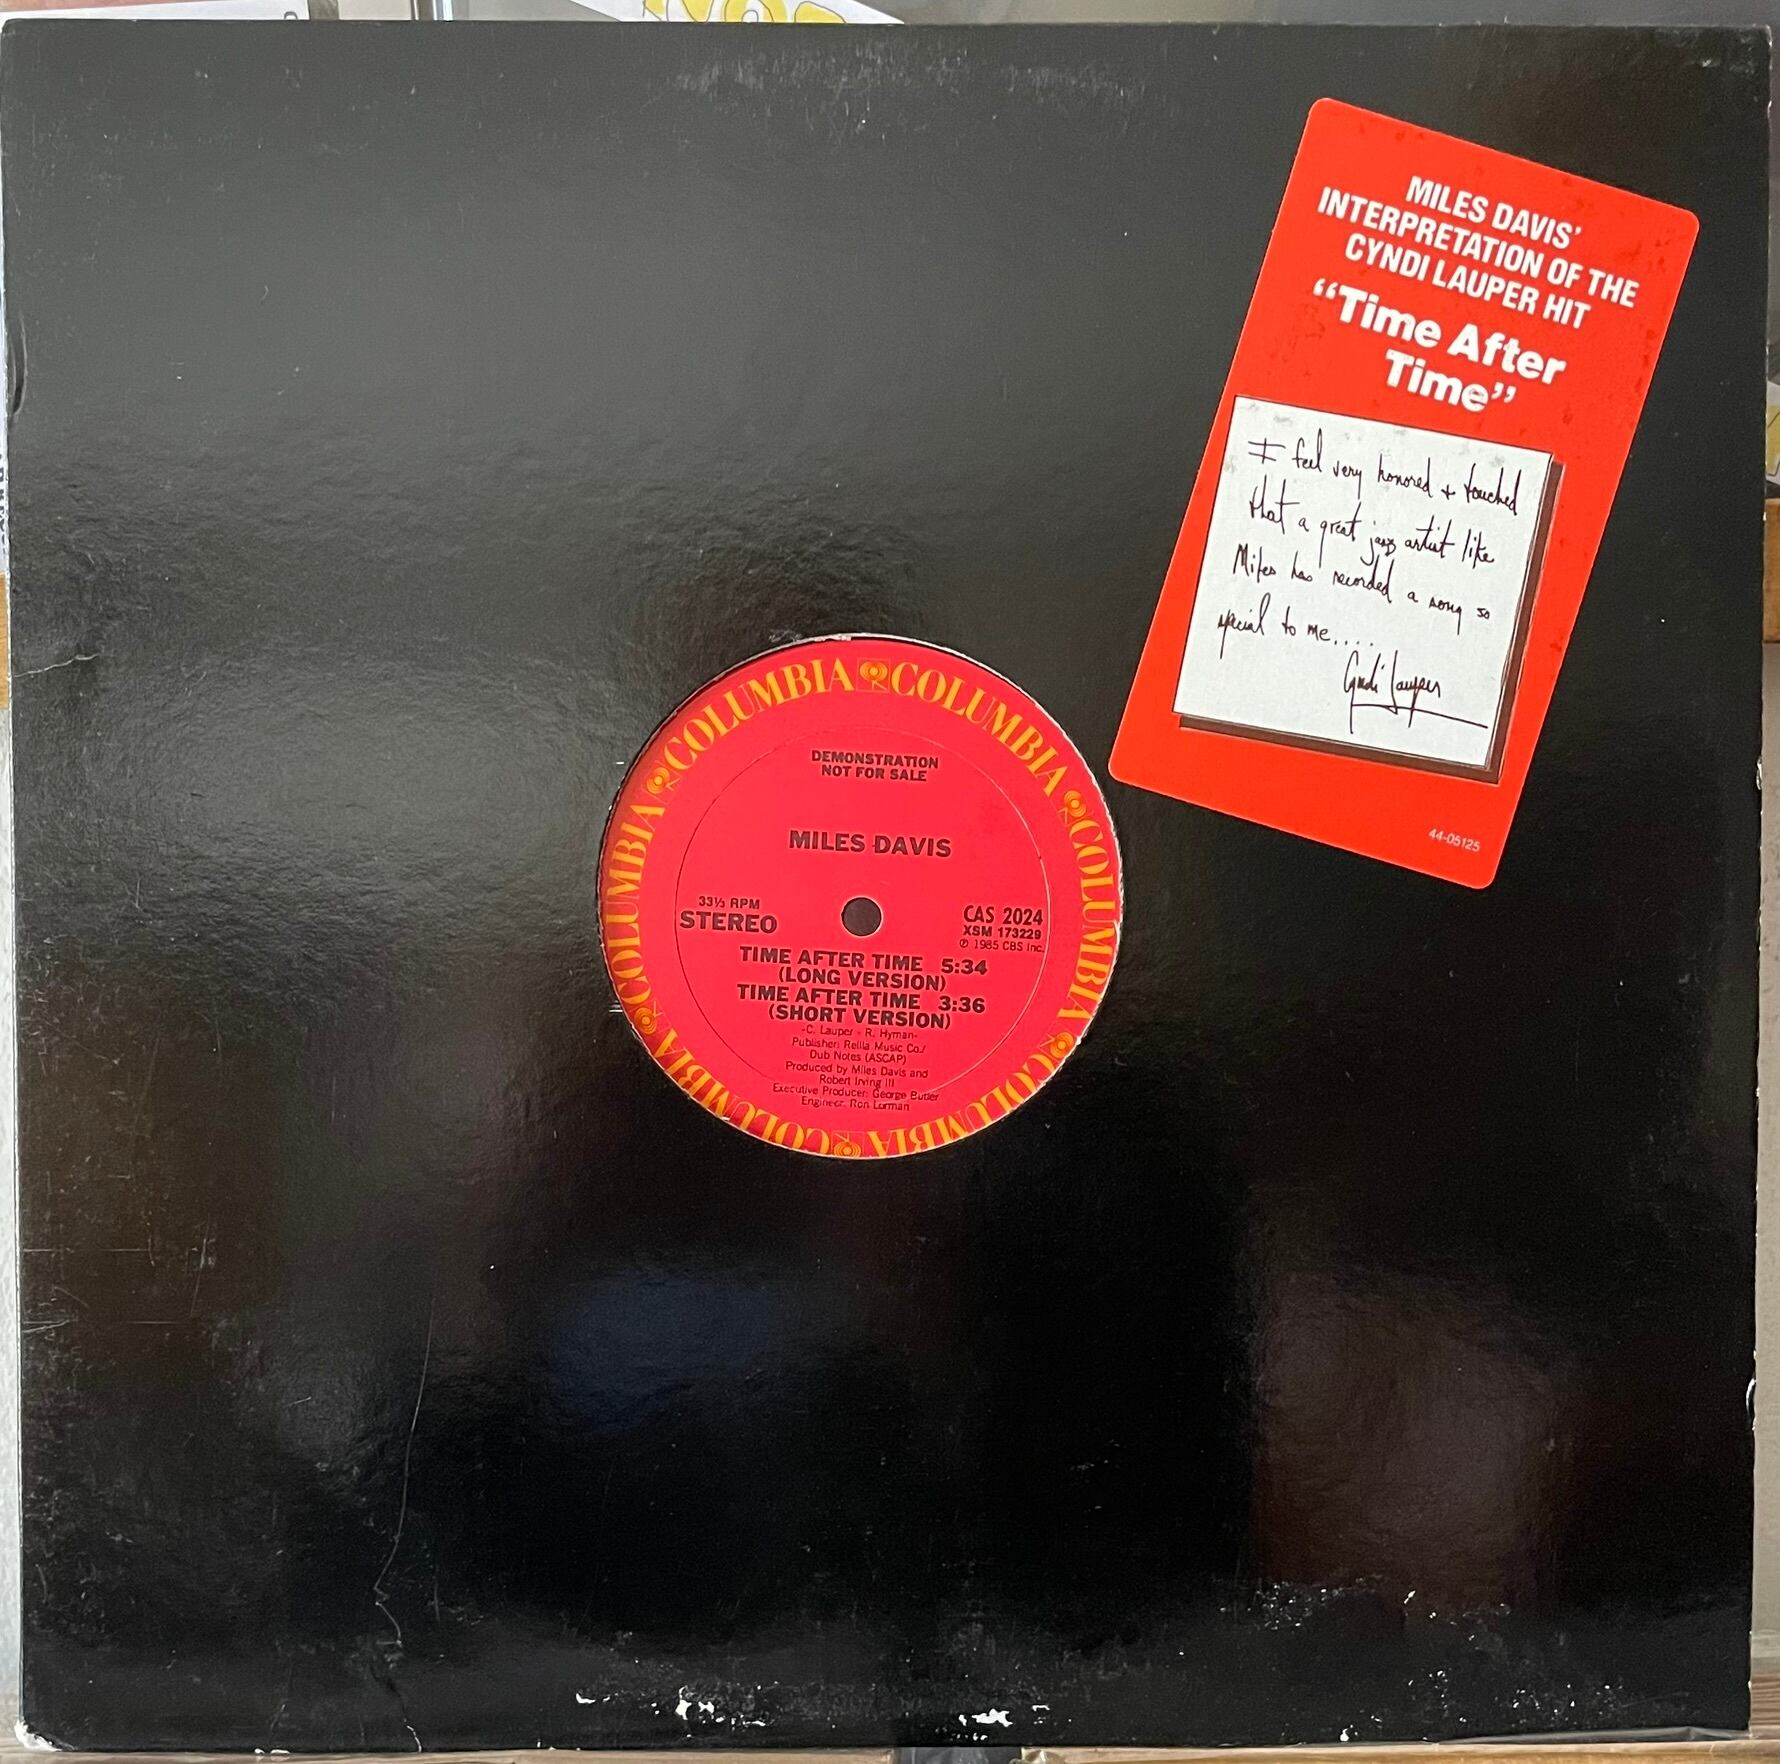 MILES DAVIS'
INTERPRETATION OF THE
CYNDI LAUPER HIT
“Time After
Time”
I feel very honored + touched
that a great jazz artist like
Miles has recorded a song so
special to me....
Cyndi Lauper
44-05125
COLUMBIA COLUMBIA COLUMBIA COLUMBIA COLUMBIA COLUMBIA COLUMBIA COLUMBIA
DEMONSTRATION
NOT FOR SALE
MILES DAVIS
33⅓ RPM
STEREO
CAS 2024
XSM 173229
℗ 1985 CBS Inc.
TIME AFTER TIME 5:34
(LONG VERSION)
TIME AFTER TIME 3:36
(SHORT VERSION)
-C. Lauper - R. Hyman-
Publisher: Rellla Music Co./
Dub Notes (ASCAP)
Produced by Miles Davis and
Robert Irving III
Executive Producer: George Butler
Engineer: Ron Lorman